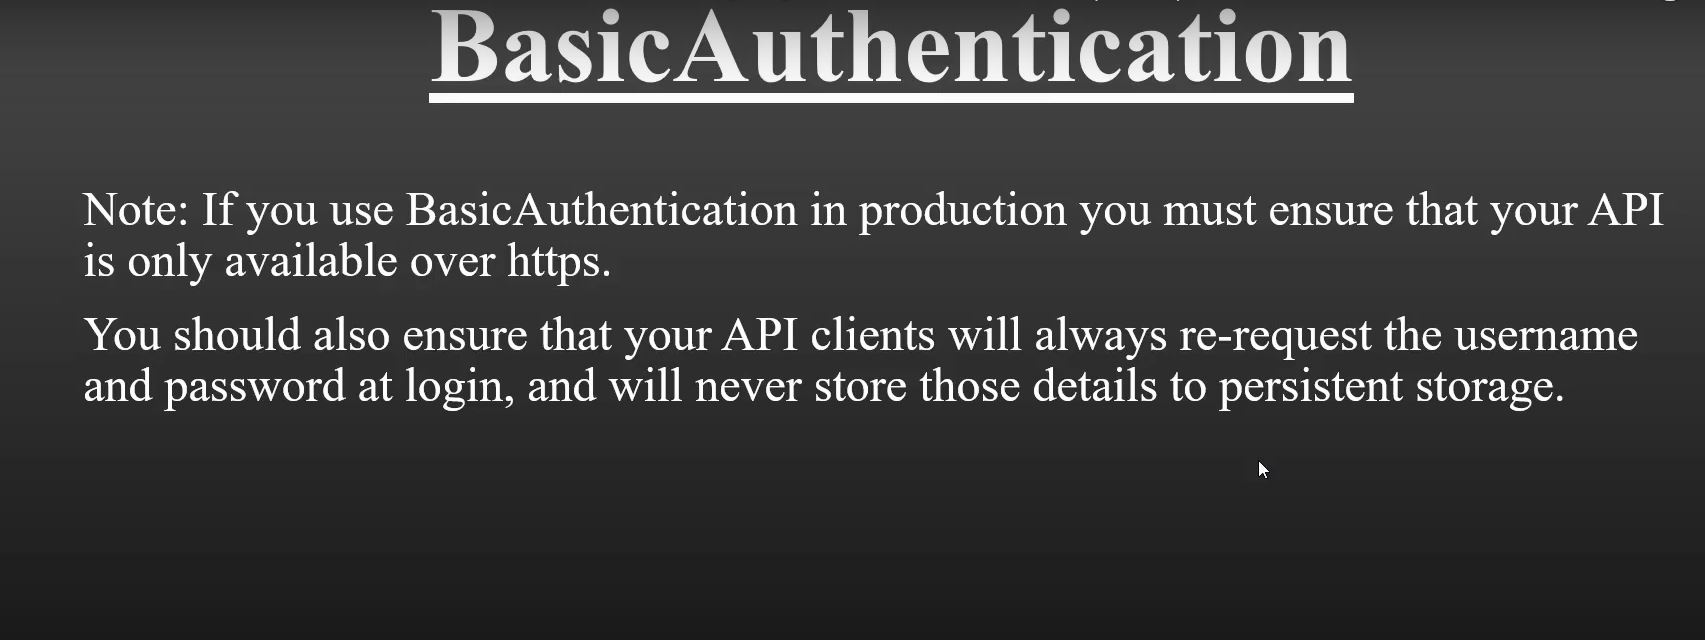 BasicAuthentication
Note: If you use BasicAuthentication in production you must ensure that your API
is only available over https.
You should also ensure that your API clients will always re-request the username
and password at login, and will never store those details to persistent storage.